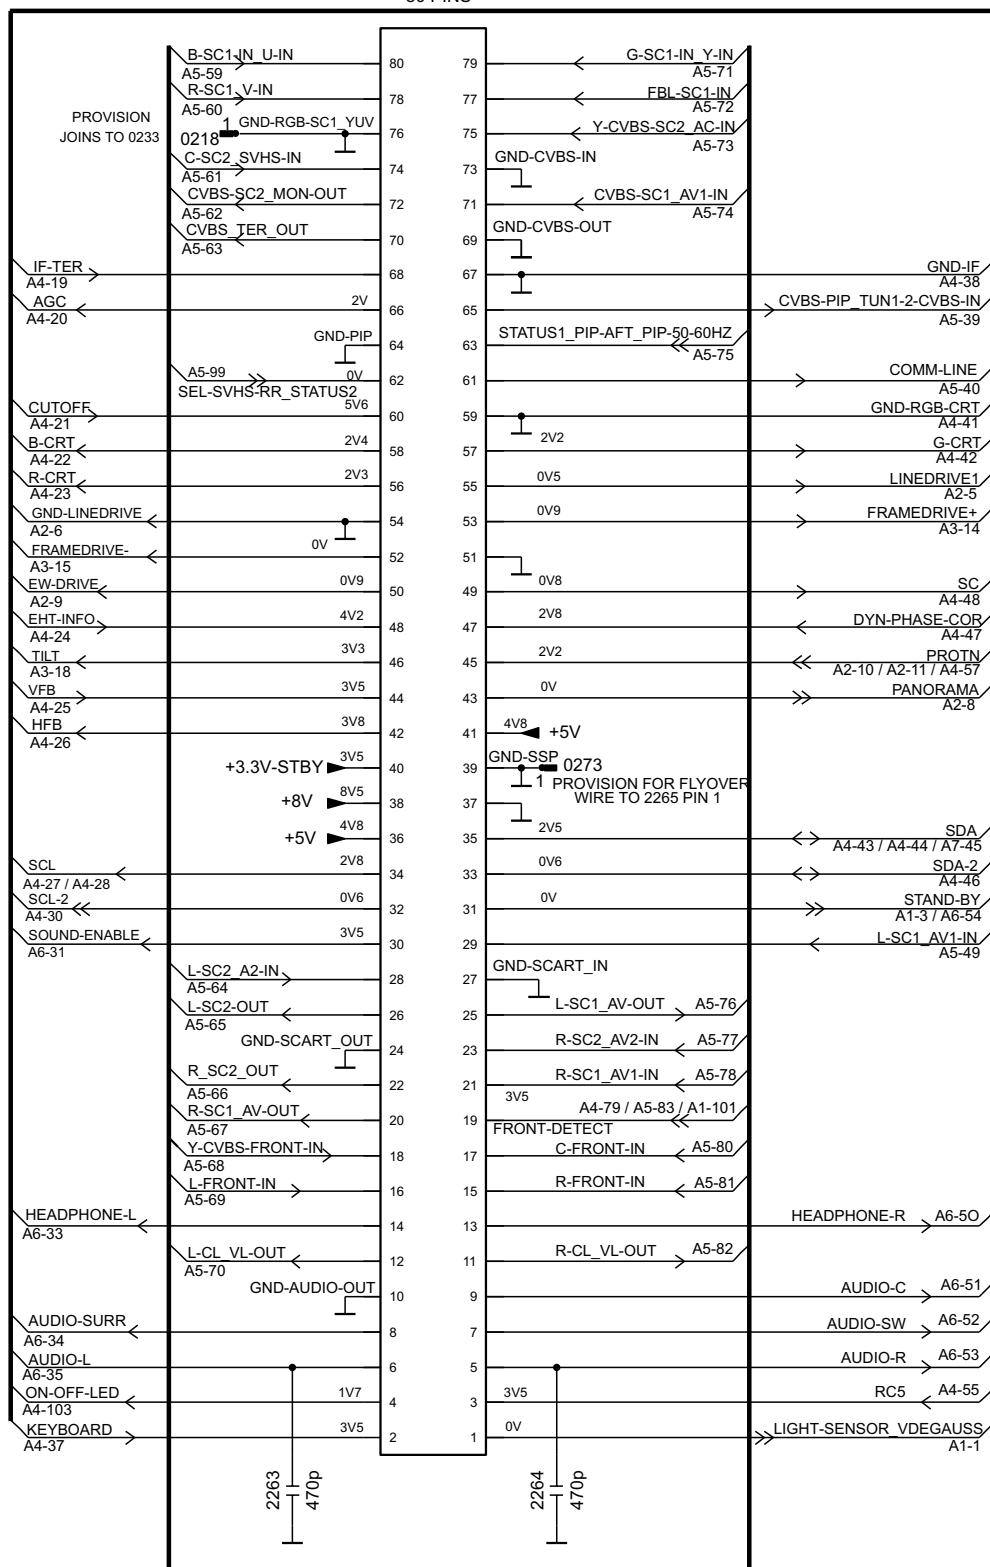 B-SC1-IN_U-IN 80 79 G-SC1-IN_Y-IN
A5-59 A5-71
R-SC1_V-IN 78 77 FBL-SC1-IN
A5-60 A5-72
PROVISION
JOINS TO 0233
0218 1 GND-RGB-SC1_YUV 76 75 Y-CVBS-SC2_AC-IN
A5-73
C-SC2_SVHS-IN 74 73 GND-CVBS-IN
A5-61
CVBS-SC2_MON-OUT 72 71 CVBS-SC1_AV1-IN
A5-62 A5-74
CVBS_TER_OUT 70 69 GND-CVBS-OUT
A5-63
IF-TER 68 67 GND-IF
A4-19 A4-38
AGC 2V 66 65 CVBS-PIP_TUN1-2-CVBS-IN
A4-20 A5-39
GND-PIP 64 63 STATUS1_PIP-AFT_PIP-50-60HZ
A5-75
A5-99 0V 62 61 COMM-LINE
SEL-SVHS-RR_STATUS2 A5-40
CUTOFF 5V6 60 59 GND-RGB-CRT
A4-21 A4-41
B-CRT 2V4 58 57 2V2 G-CRT
A4-22 A4-42
R-CRT 2V3 56 55 0V5 LINEDRIVE1
A4-23 A2-5
GND-LINEDRIVE 54 53 0V9 FRAMEDRIVE+
A2-6 A3-14
FRAMEDRIVE- 0V 52 51
A3-15
EW-DRIVE 0V9 50 49 0V8 SC
A2-9 A4-48
EHT-INFO 4V2 48 47 2V8 DYN-PHASE-COR
A4-24 A4-47
TILT 3V3 46 45 2V2 PROTN
A3-18 A2-10 / A2-11 / A4-57
VFB 3V5 44 43 0V PANORAMA
A4-25 A2-8
HFB 3V8 42 41 4V8 +5V
A4-26
+3.3V-STBY 3V5 40 39 GND-SSP 0273
1 PROVISION FOR FLYOVER
WIRE TO 2265 PIN 1
+8V 8V5 38 37
+5V 4V8 36 35 2V5 SDA
A4-43 / A4-44 / A7-45
SCL 2V8 34 33 0V6 SDA-2
A4-27 / A4-28 A4-46
SCL-2 0V6 32 31 0V STAND-BY
A4-30 A1-3 / A6-54
SOUND-ENABLE 3V5 30 29 L-SC1_AV1-IN
A6-31 A5-49
L-SC2_A2-IN 28 27 GND-SCART_IN
A5-64
L-SC2-OUT 26 25 L-SC1_AV-OUT A5-76
A5-65
GND-SCART_OUT 24 23 R-SC2_AV2-IN A5-77
R_SC2_OUT 22 21 R-SC1_AV1-IN A5-78
A5-66
R-SC1_AV-OUT 20 19 3V5 A4-79 / A5-83 / A1-101
A5-67 FRONT-DETECT
Y-CVBS-FRONT-IN 18 17 C-FRONT-IN A5-80
A5-68
L-FRONT-IN 16 15 R-FRONT-IN A5-81
A5-69
HEADPHONE-L 14 13 HEADPHONE-R A6-5O
A6-33
L-CL_VL-OUT 12 11 R-CL_VL-OUT A5-82
A5-70
GND-AUDIO-OUT 10 9 AUDIO-C A6-51
AUDIO-SURR 8 7 AUDIO-SW A6-52
A6-34
AUDIO-L 6 5 AUDIO-R A6-53
A6-35
ON-OFF-LED 1V7 4 3 3V5 RC5 A4-55
A4-103
KEYBOARD 3V5 2 1 0V LIGHT-SENSOR_VDEGAUSS
A4-37 A1-1
2263 470p 2264 470p